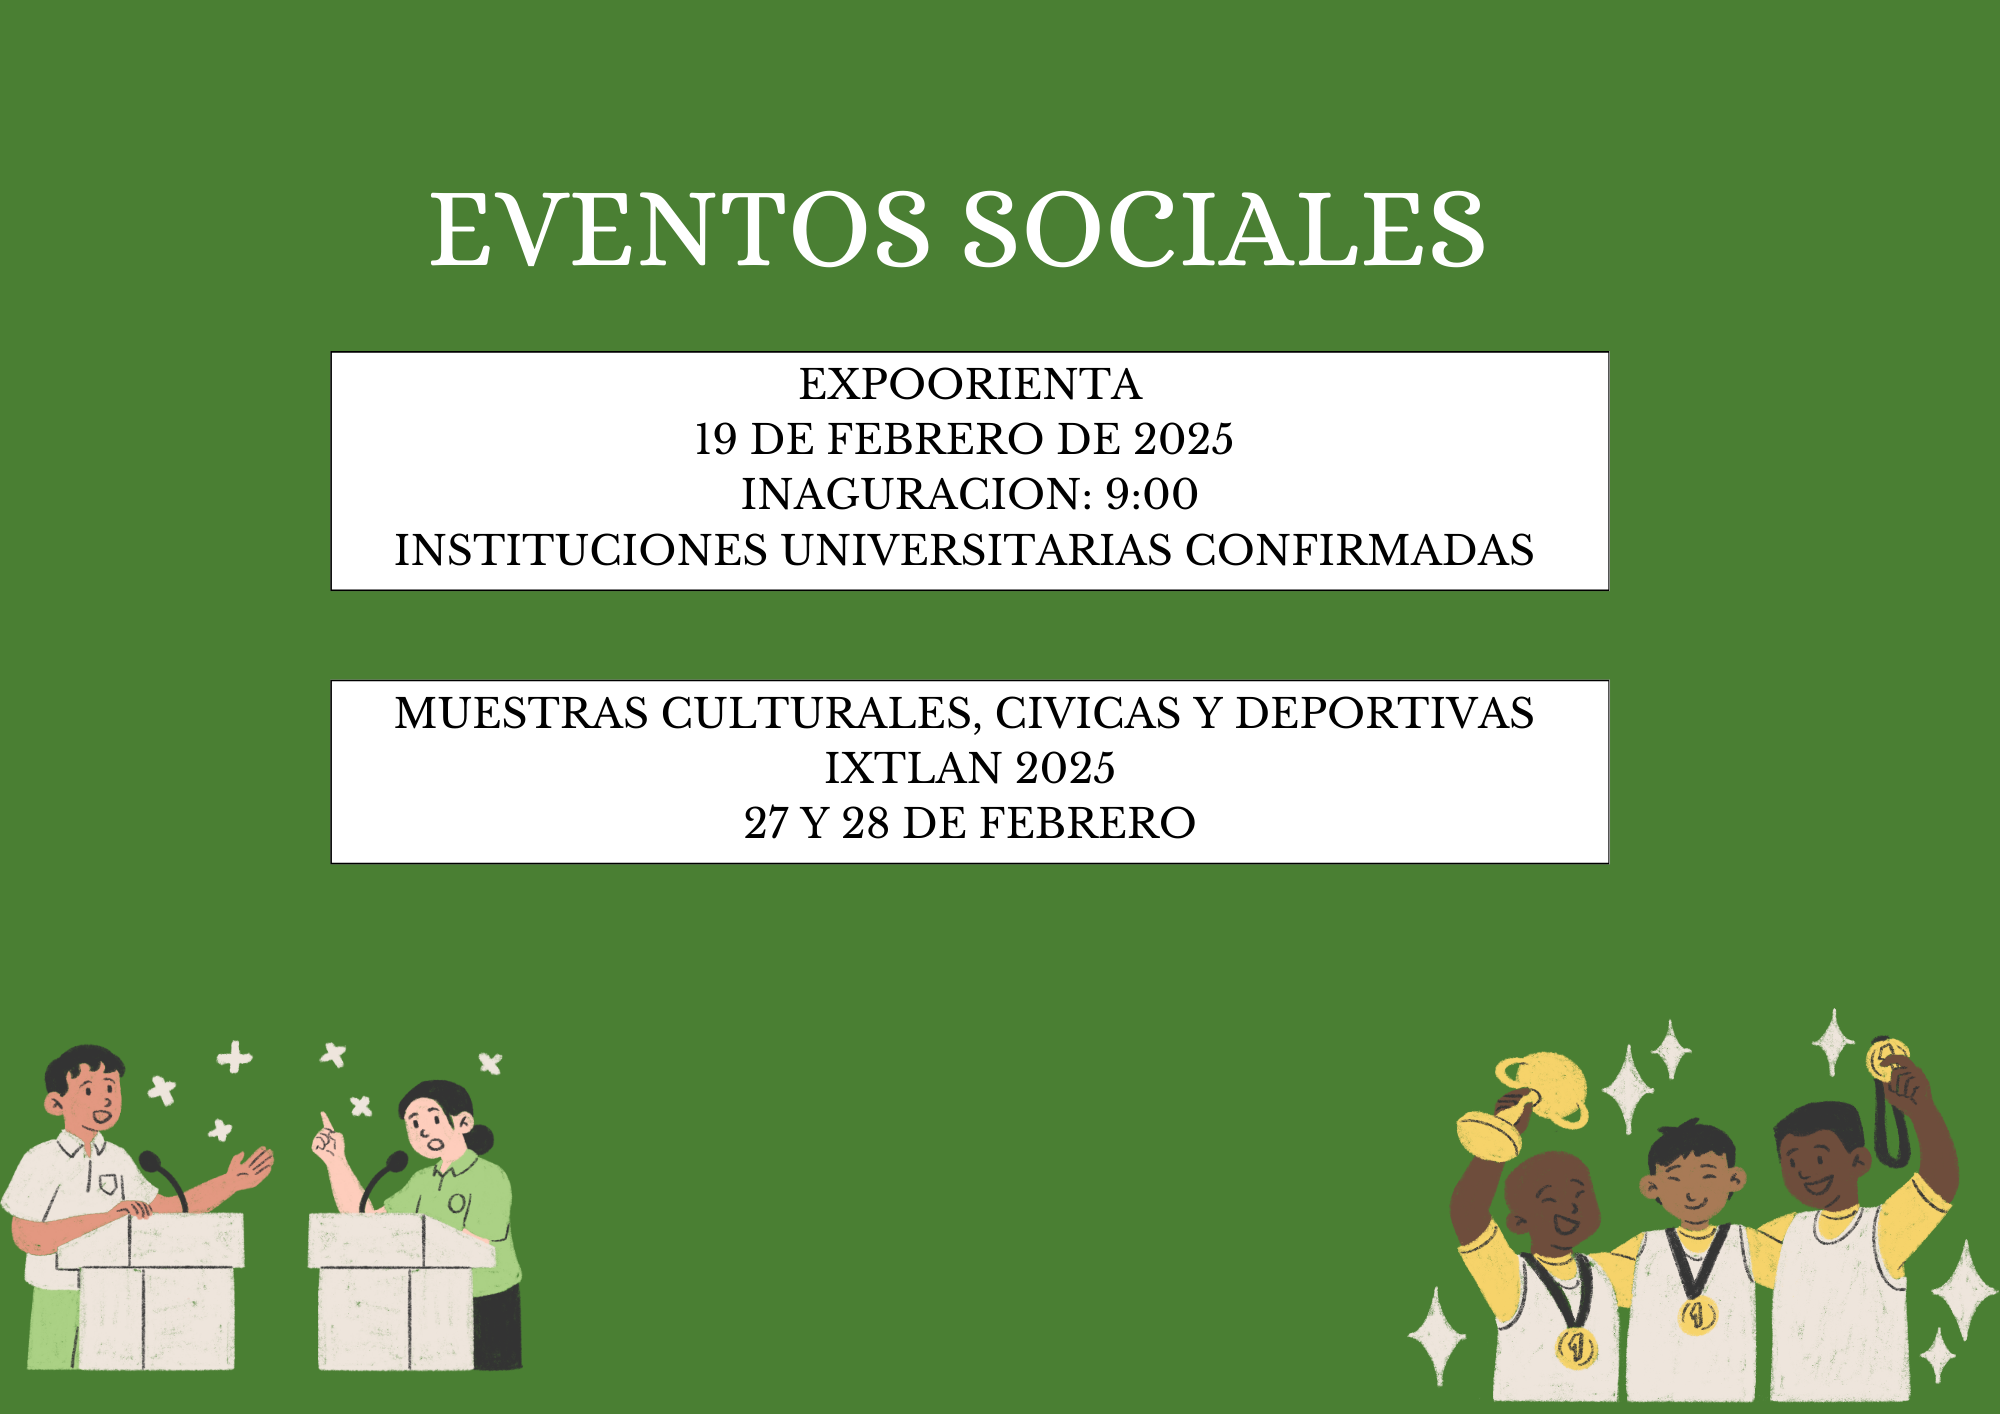 EVENTOS SOCIALES
EXPOORIENTA
19 DE FEBRERO DE 2025
INAGURACION: 9:00
INSTITUCIONES UNIVERSITARIAS CONFIRMADAS
MUESTRAS CULTURALES, CIVICAS Y DEPORTIVAS
IXTLAN 2025
27 Y 28 DE FEBRERO